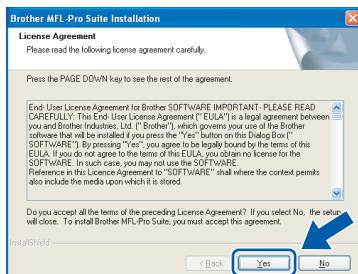 Brother MFL-Pro Suite Installation
License Agreement
Please read the following license agreement carefully.
Press the PAGE DOWN key to see the rest of the agreement.
End- User License Agreement for Brother SOFTWARE IMPORTANT- PLEASE READ
CAREFULLY: This End- User License Agreement (" EULA") is a legal agreement between
you and Brother Industries, Ltd. (" Brother"), which governs your use of the Brother
software that will be installed if you press the "Yes" button on this Dialog Box ("
SOFTWARE"). By pressing "Yes", you agree to be legally bound by the terms of this
EULA. If you do not agree to the terms of this EULA, you obtain no license for the
SOFTWARE. In such case, you may not use the SOFTWARE.
Reference in this Licence Agreement to "SOFTWARE" shall where the context permits
also include the media upon which it is stored.
Do you accept all the terms of the preceding License Agreement? If you select No, the setup
will close. To install Brother MFL-Pro Suite, you must accept this agreement.
InstallShield
< Back Yes No